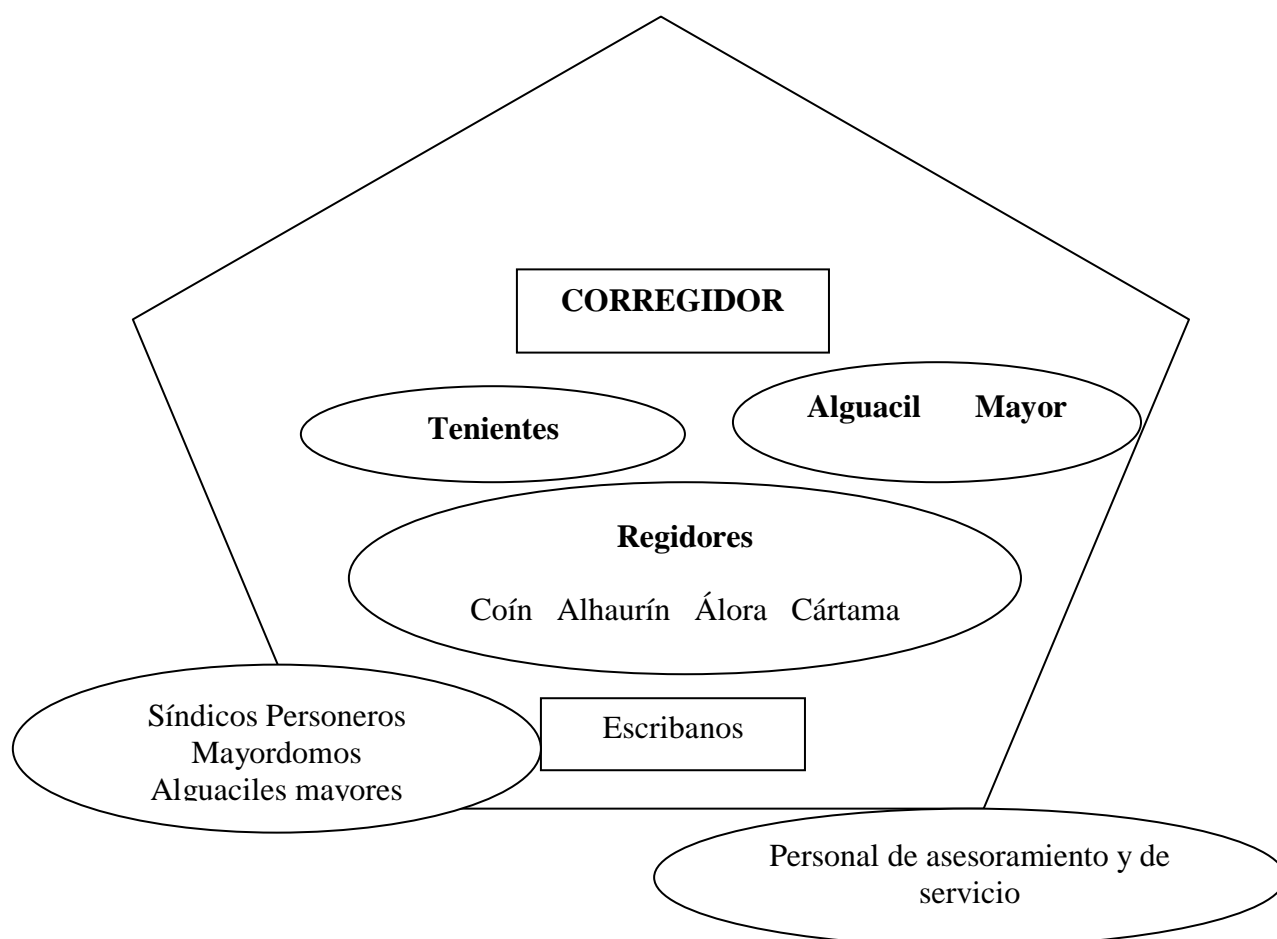 CORREGIDOR
Tenientes
Alguacil Mayor
Regidores
Coín Alhaurín Álora Cártama
Síndicos Personeros
Mayordomos
Alguaciles mayores
Escribanos
Personal de asesoramiento y de
servicio